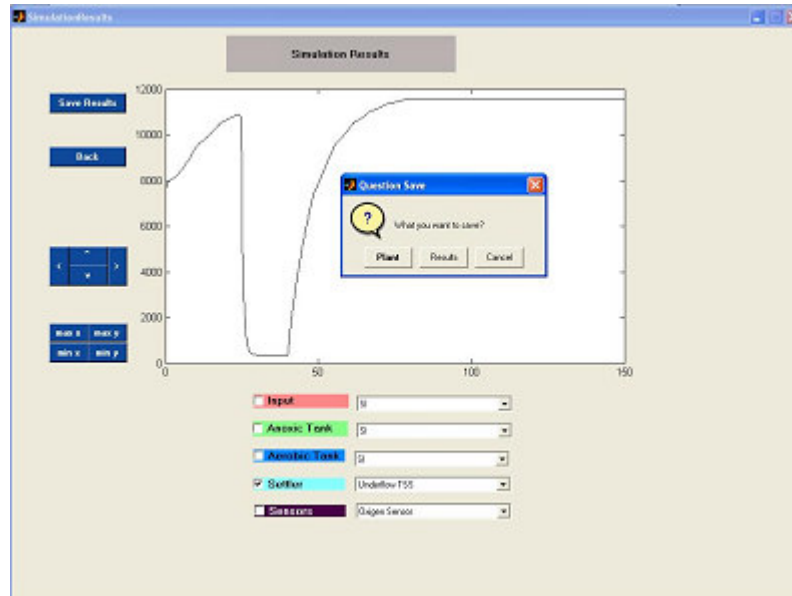 SimulationResults
Simulation Results
Save Results
Back
< ^ v >
max x max y
min x min y
12000
10000
8000
6000
4000
2000
0
0 50 100 150
Question Save
?
What you want to save?
Plant Results Cancel
Input SI
Anoxic Tank SI
Aerobic Tank SI
Settler Underflow TSS
Sensors Oxigen Sensor